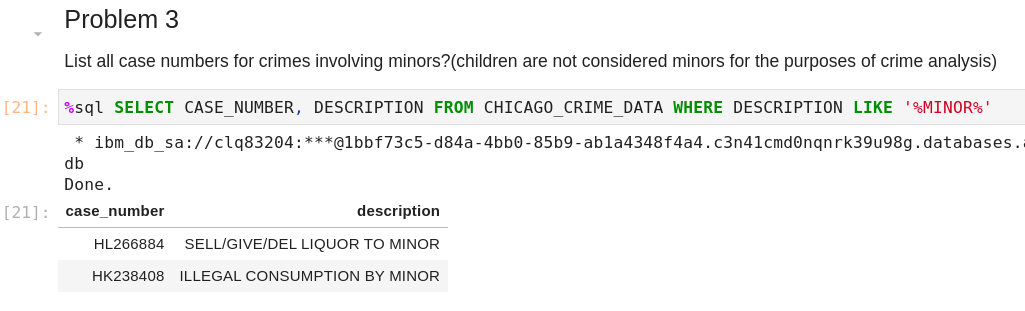 Problem 3
List all case numbers for crimes involving minors?(children are not considered minors for the purposes of crime analysis)
[21]: %sql SELECT CASE_NUMBER, DESCRIPTION FROM CHICAGO_CRIME_DATA WHERE DESCRIPTION LIKE '%MINOR%'
* ibm_db_sa://clq83204:***@1bbf73c5-d84a-4bb0-85b9-ab1a4348f4a4.c3n41cmd0nqnrk39u98g.databases.a
db
Done.
[21]: case_number description
HL266884 SELL/GIVE/DEL LIQUOR TO MINOR
HK238408 ILLEGAL CONSUMPTION BY MINOR